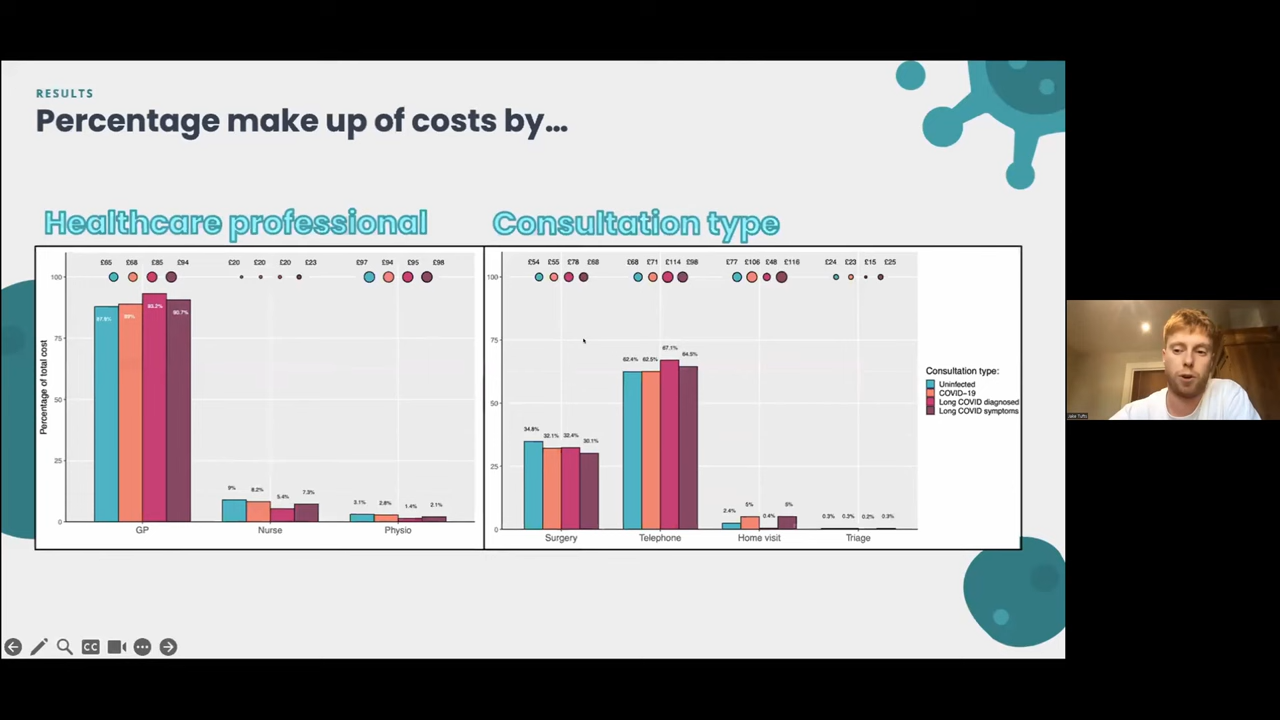 RESULTS
Percentage make up of costs by...
Healthcare professional
Consultation type
£65 £68 £85 £94 £20 £20 £20 £23 £97 £94 £95 £98
100
75
50
25
0
Percentage of total cost
87.8% 89% 93.2% 90.7%
9% 8.2% 5.4% 7.3%
3.1% 2.8% 1.4% 2.1%
GP Nurse Physio
£54 £55 £78 £68 £68 £71 £114 £98 £77 £106 £48 £116 £24 £23 £15 £25
100
75
50
25
0
34.8% 32.1% 32.4% 30.1%
62.4% 62.5% 67.1% 64.5%
2.4% 5% 0.4% 5%
0.3% 0.3% 0.2% 0.3%
Surgery Telephone Home visit Triage
Consultation type:
Uninfected
COVID-19
Long COVID diagnosed
Long COVID symptoms
CC
Jake Tufts